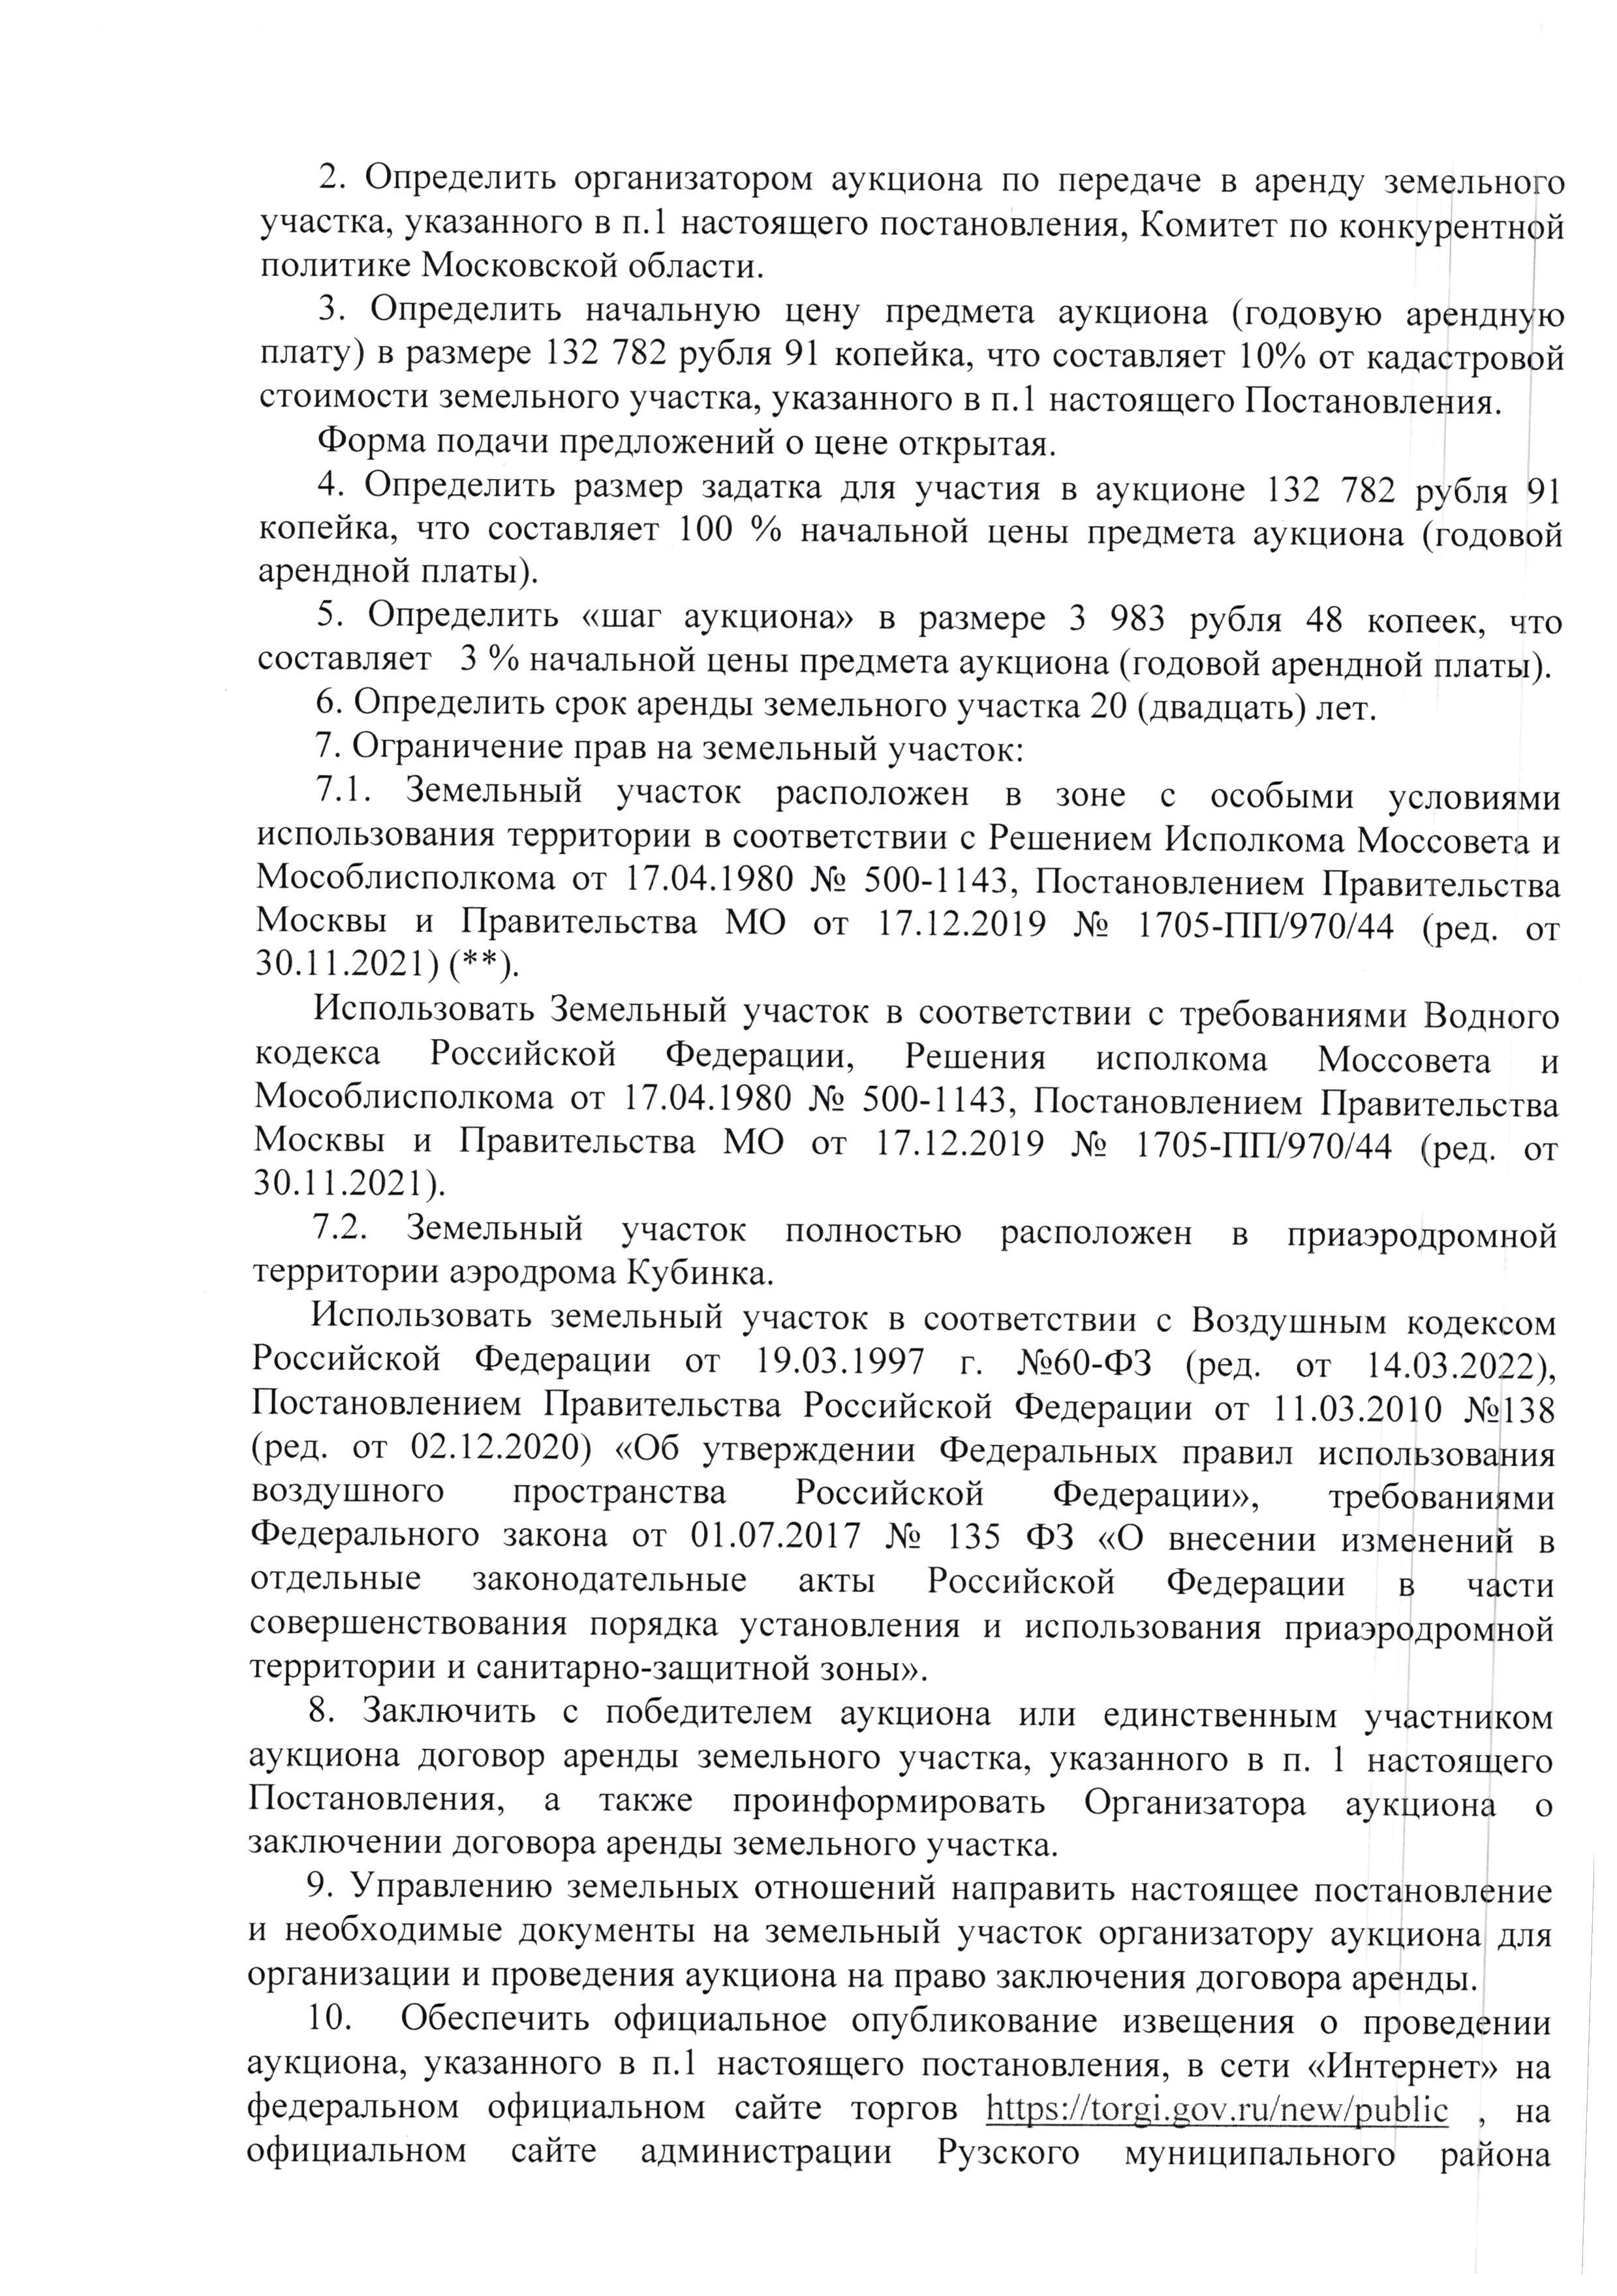 2. Определить организатором аукциона по передаче в аренду земельного
участка, указанного в п.1 настоящего постановления, Комитет по конкурентной
политике Московской области.
3. Определить начальную цену предмета аукциона (годовую арендную
плату) в размере 132 782 рубля 91 копейка, что составляет 10% от кадастровой
стоимости земельного участка, указанного в п.1 настоящего Постановления.
Форма подачи предложений о цене открытая.
4. Определить размер задатка для участия в аукционе 132 782 рубля 91
копейка, что составляет 100 % начальной цены предмета аукциона (годовой
арендной платы).
5. Определить «шаг аукциона» в размере 3 983 рубля 48 копеек, что
составляет 3 % начальной цены предмета аукциона (годовой арендной платы).
6. Определить срок аренды земельного участка 20 (двадцать) лет.
7. Ограничение прав на земельный участок:
7.1. Земельный участок расположен в зоне с особыми условиями
использования территории в соответствии с Решением Исполкома Моссовета и
Мособлисполкома от 17.04.1980 № 500-1143, Постановлением Правительства
Москвы и Правительства МО от 17.12.2019 № 1705-ПП/970/44 (ред. от
30.11.2021) (**).
Использовать Земельный участок в соответствии с требованиями Водного
кодекса Российской Федерации, Решения исполкома Моссовета и
Мособлисполкома от 17.04.1980 № 500-1143, Постановлением Правительства
Москвы и Правительства МО от 17.12.2019 № 1705-ПП/970/44 (ред. от
30.11.2021).
7.2. Земельный участок полностью расположен в приаэродромной
территории аэродрома Кубинка.
Использовать земельный участок в соответствии с Воздушным кодексом
Российской Федерации от 19.03.1997 г. №60-ФЗ (ред. от 14.03.2022),
Постановлением Правительства Российской Федерации от 11.03.2010 №138
(ред. от 02.12.2020) «Об утверждении Федеральных правил использования
воздушного пространства Российской Федерации», требованиями
Федерального закона от 01.07.2017 № 135 ФЗ «О внесении изменений в
отдельные законодательные акты Российской Федерации в части
совершенствования порядка установления и использования приаэродромной
территории и санитарно-защитной зоны».
8. Заключить с победителем аукциона или единственным участником
аукциона договор аренды земельного участка, указанного в п. 1 настоящего
Постановления, а также проинформировать Организатора аукциона о
заключении договора аренды земельного участка.
9. Управлению земельных отношений направить настоящее постановление
и необходимые документы на земельный участок организатору аукциона для
организации и проведения аукциона на право заключения договора аренды.
10. Обеспечить официальное опубликование извещения о проведении
аукциона, указанного в п.1 настоящего постановления, в сети «Интернет» на
федеральном официальном сайте торгов https://torgi.gov.ru/new/public , на
официальном сайте администрации Рузского муниципального района